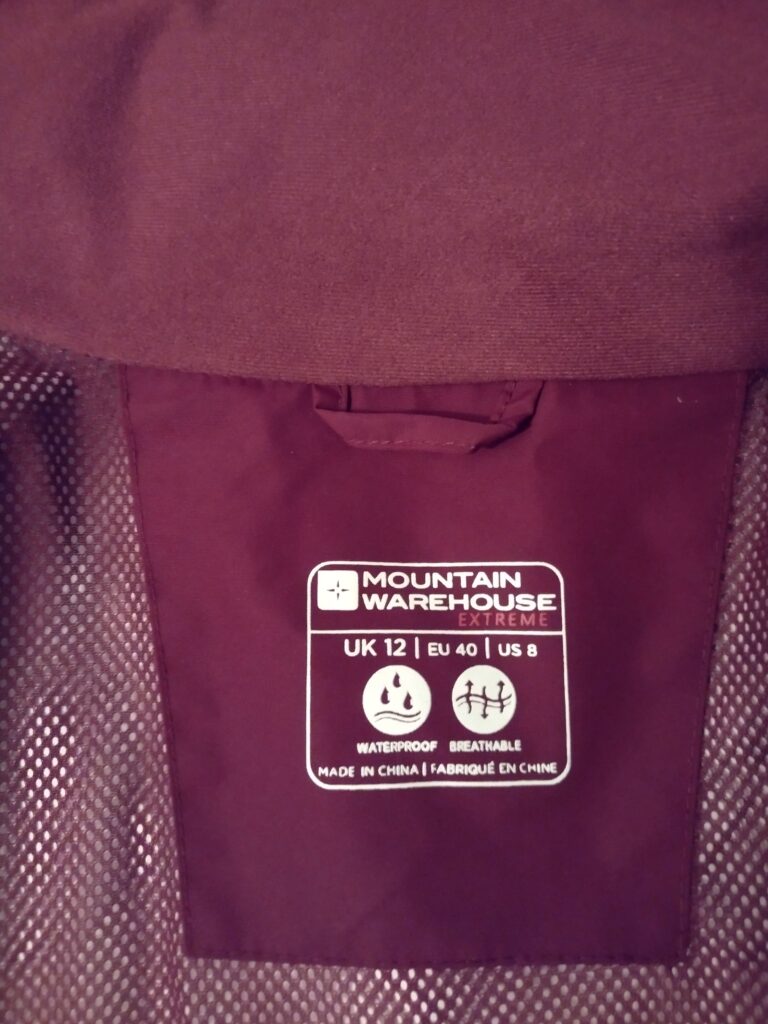 MOUNTAIN
WAREHOUSE
EXTREME
UK 12 | EU 40 | US 8
WATERPROOF BREATHABLE
MADE IN CHINA | FABRIQUÉ EN CHINE